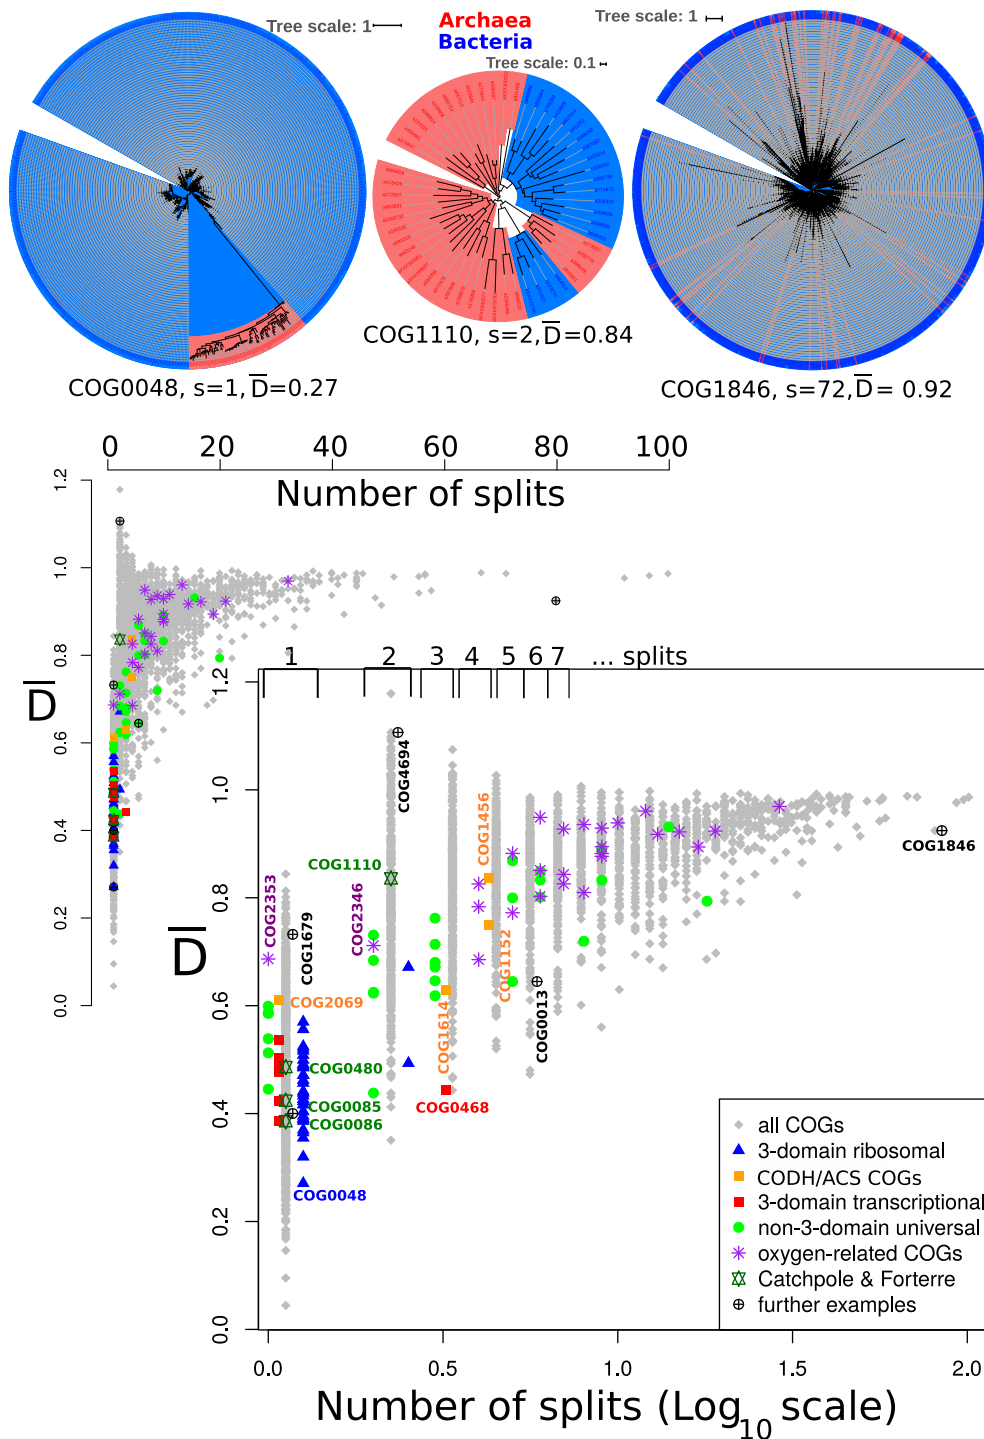 Tree scale: 1
Archaea
Bacteria
Tree scale: 0.1
Tree scale: 1
COG0048, s=1, D=0.27
COG1110, s=2, D=0.84
COG1846, s=72, D= 0.92
0 20 40 60 80 100
Number of splits
1.2
1.0
0.8
0.6
0.4
0.2
0.0
D
1 2 3 4 5 6 7 ... splits
1.2
1.0
0.8
0.6
0.4
0.2
0.0
D
COG2353
COG1679
COG2069
COG0480
COG0085
COG0086
COG0048
COG1110
COG2346
COG4694
COG1456
COG1152
COG1614
COG0468
COG0013
COG1846
all COGs
3-domain ribosomal
CODH/ACS COGs
3-domain transcriptional
non-3-domain universal
oxygen-related COGs
Catchpole & Forterre
further examples
0.0 0.5 1.0 1.5 2.0
Number of splits (Log10 scale)